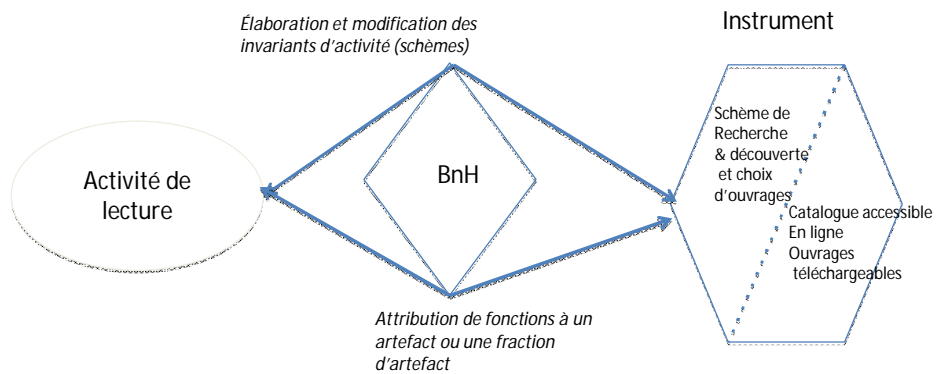 Élaboration et modification des
invariants d'activité (schèmes)
Instrument
Activité de
lecture
BnH
Schème de
Recherche
& découverte
et choix
d'ouvrages
Catalogue accessible
En ligne
Ouvrages
téléchargeables
Attribution de fonctions à un
artefact ou une fraction
d'artefact